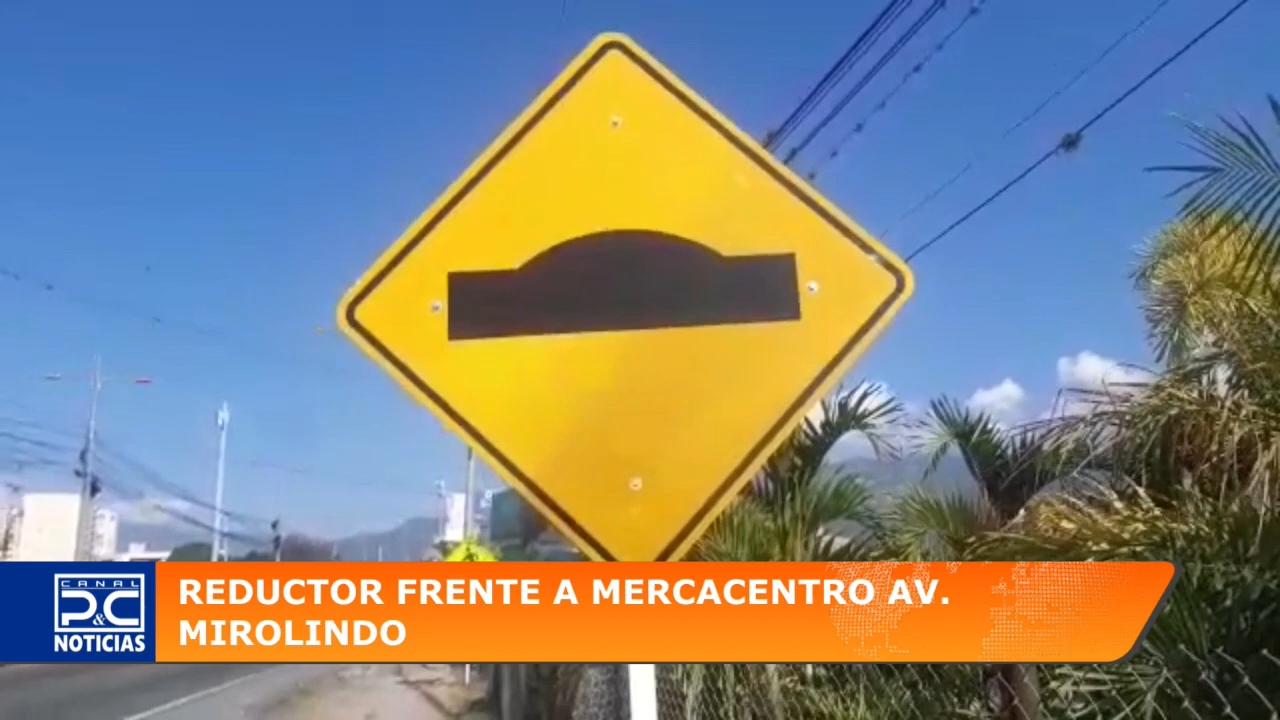 CANAL
P&C
NOTICIAS
REDUCTOR FRENTE A MERCACENTRO AV.
MIROLINDO